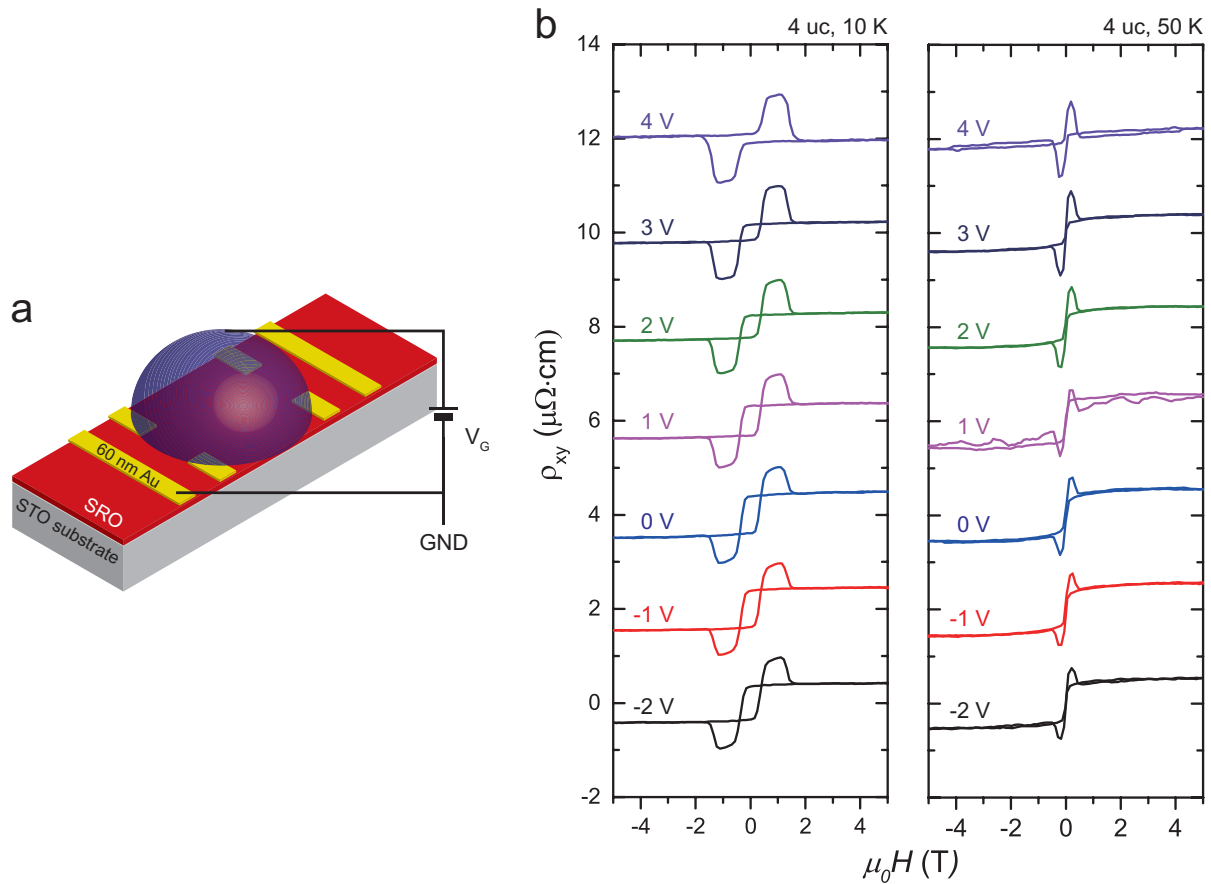 a
60 nm Au
SRO
STO substrate
V_G
GND
b
4 uc, 10 K
4 uc, 50 K
ρxy (μΩ·cm)
14
12
10
8
6
4
2
0
-2
4 V
3 V
2 V
1 V
0 V
-1 V
-2 V
4 V
3 V
2 V
1 V
0 V
-1 V
-2 V
-4 -2 0 2 4
-4 -2 0 2 4
μ0H (T)